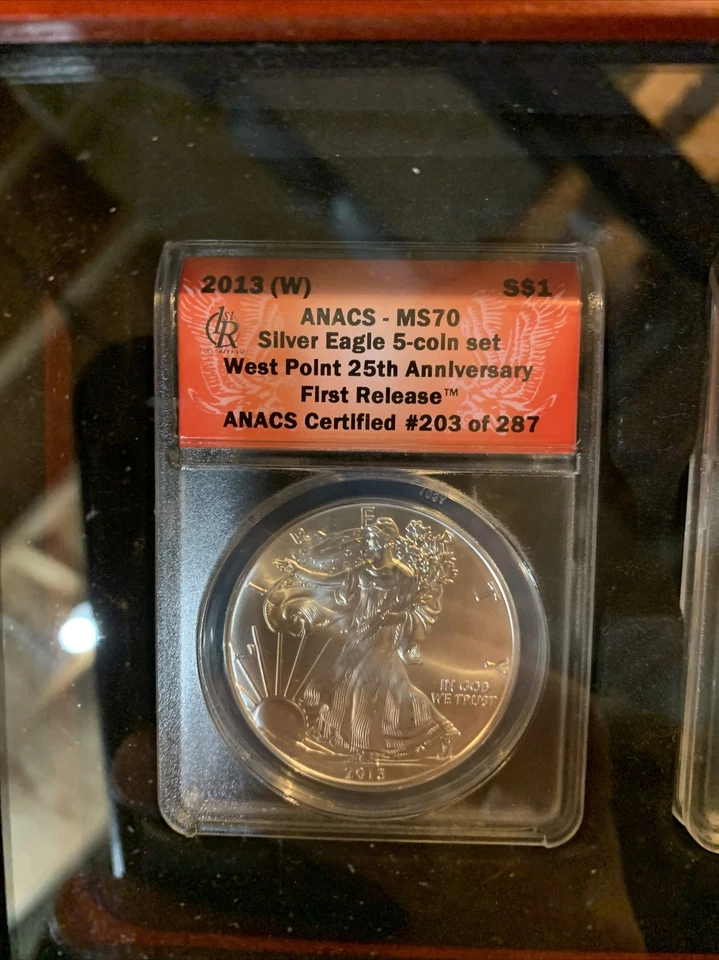 2013 (W) S$1
1st R
ANACS - MS70
Silver Eagle 5-coin set
West Point 25th Anniversary
First Release™
ANACS Certified #203 of 287
LIBERTY
IN GOD
WE TRUST
2013